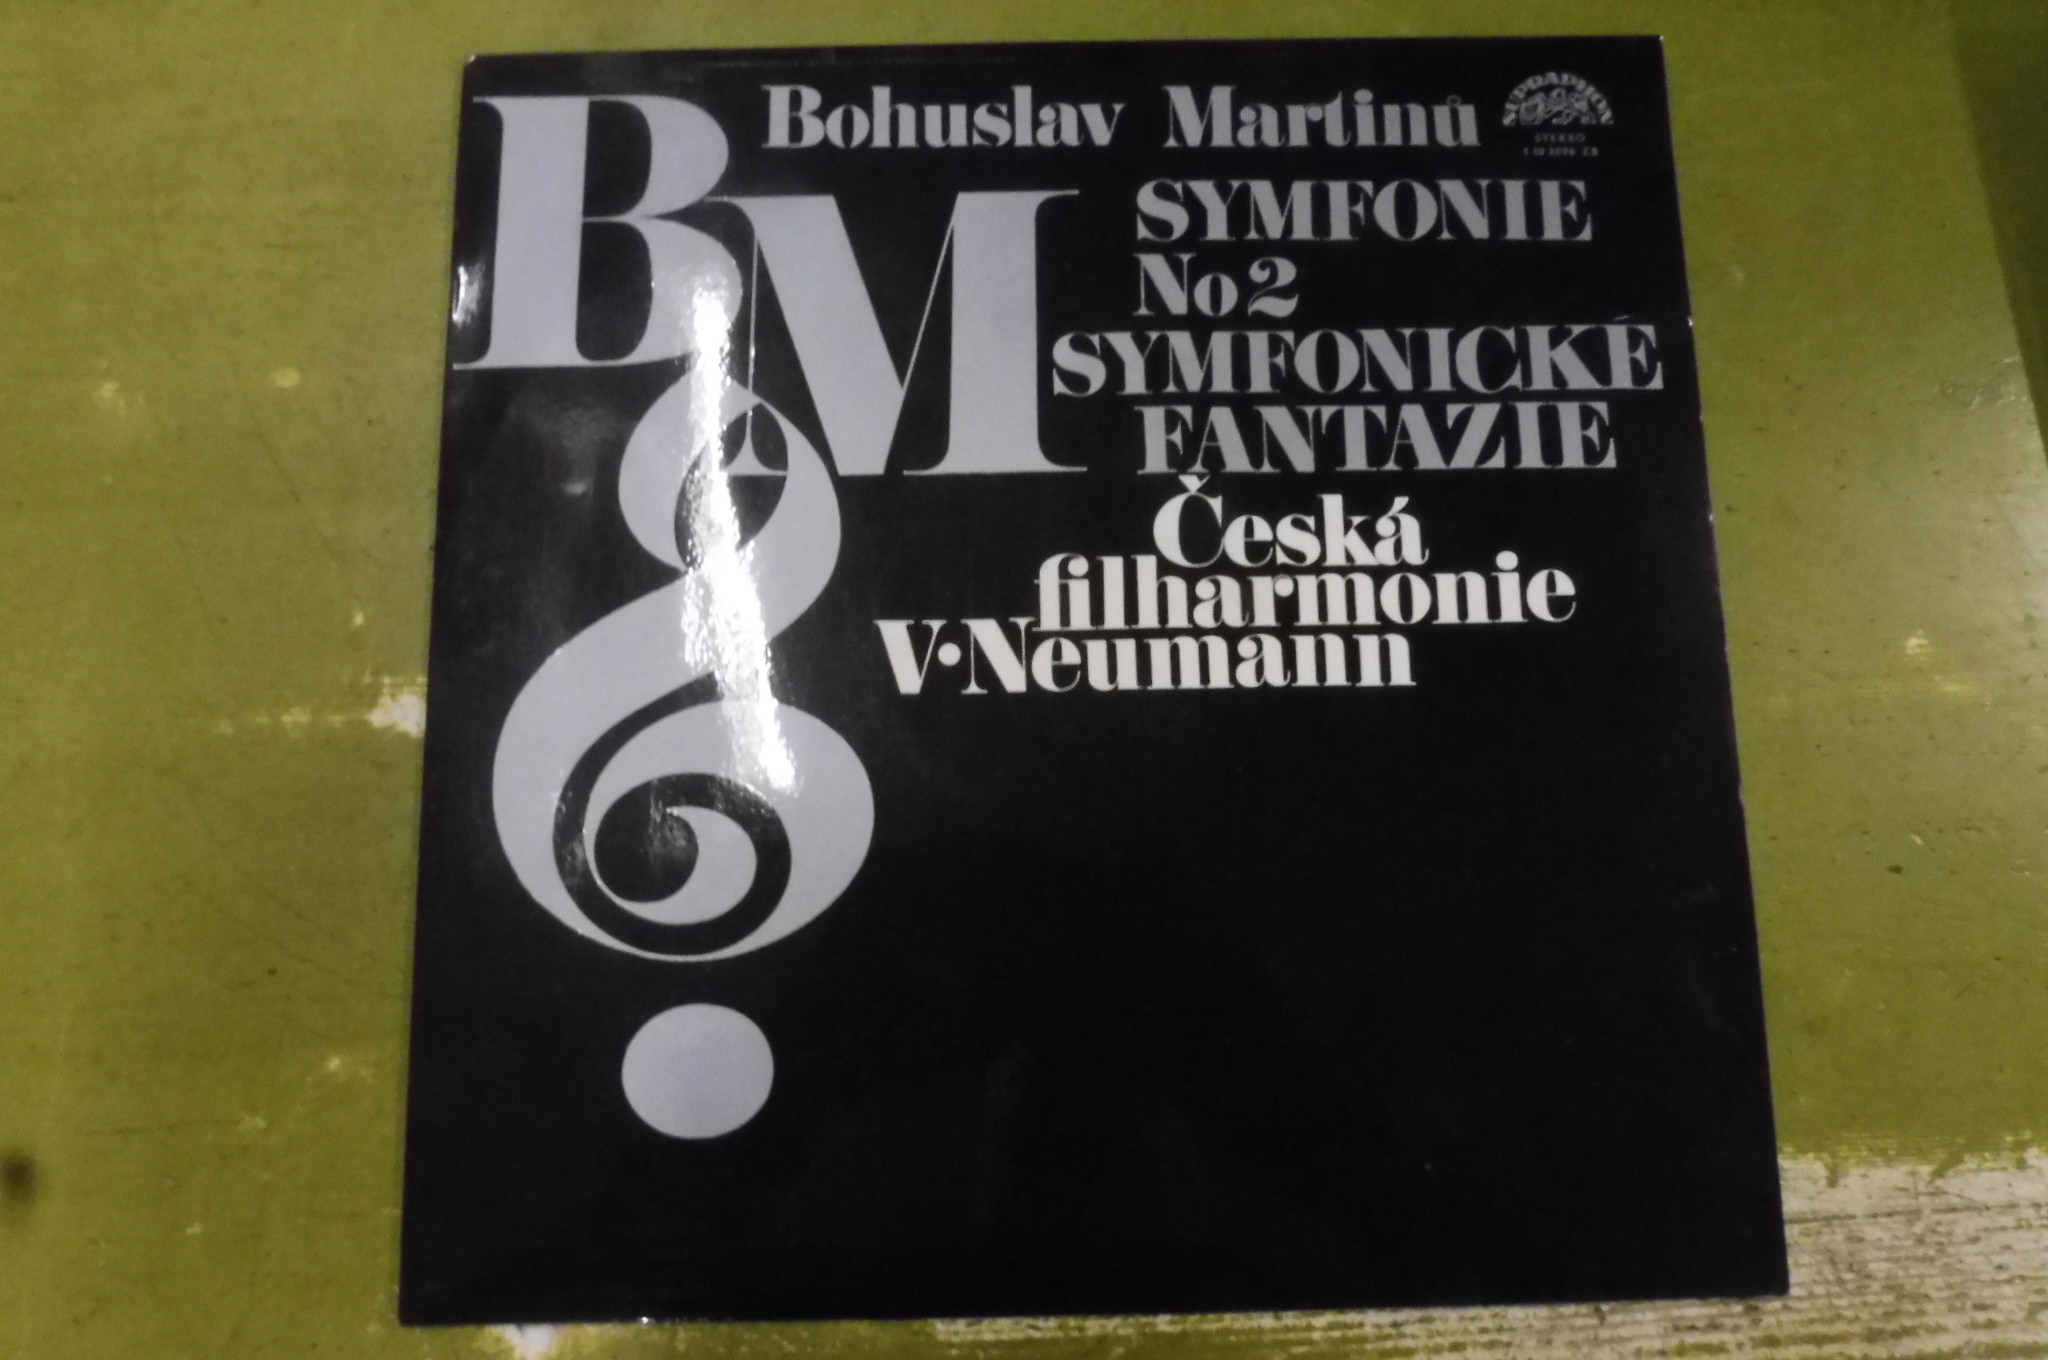 BM
Bohuslav Martinů
SUPRAPHON
STEREO
SYMFONIE
No 2
SYMFONICKÉ
FANTAZIE
Česká
filharmonie
V·Neumann